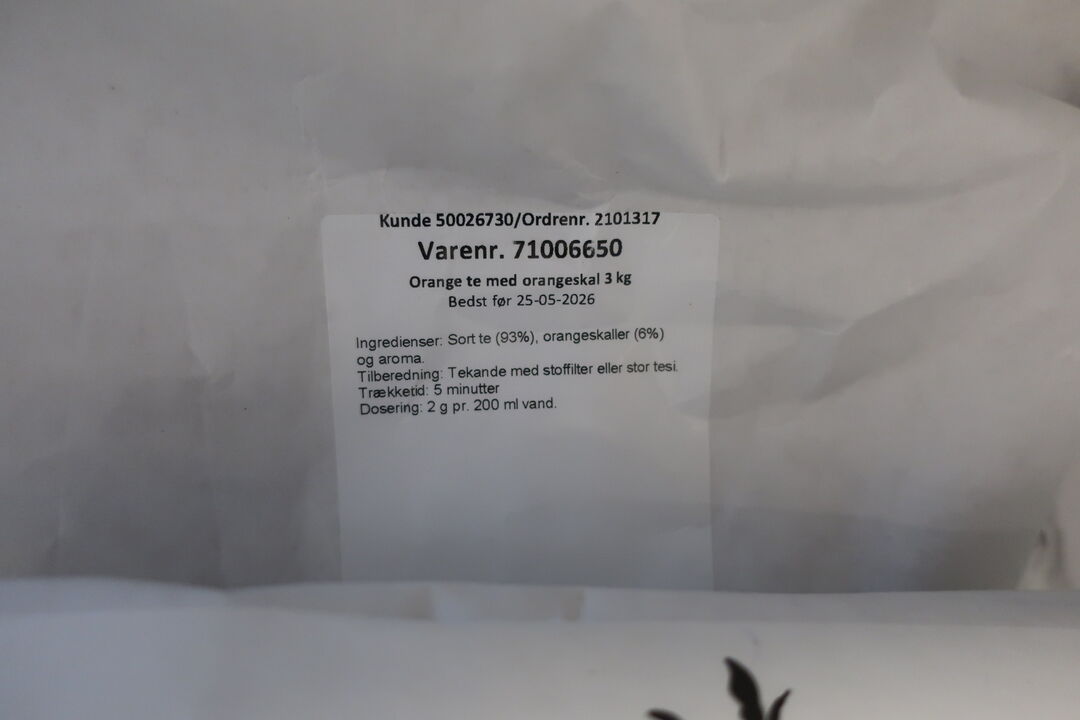 Kunde 50026730/Ordrenr. 2101317
Varenr. 71006650
Orange te med orangeskal 3 kg
Bedst før 25-05-2026
Ingredienser: Sort te (93%), orangeskaller (6%)
og aroma.
Tilberedning: Tekande med stoffilter eller stor tesi.
Trækketid: 5 minutter
Dosering: 2 g pr. 200 ml vand.